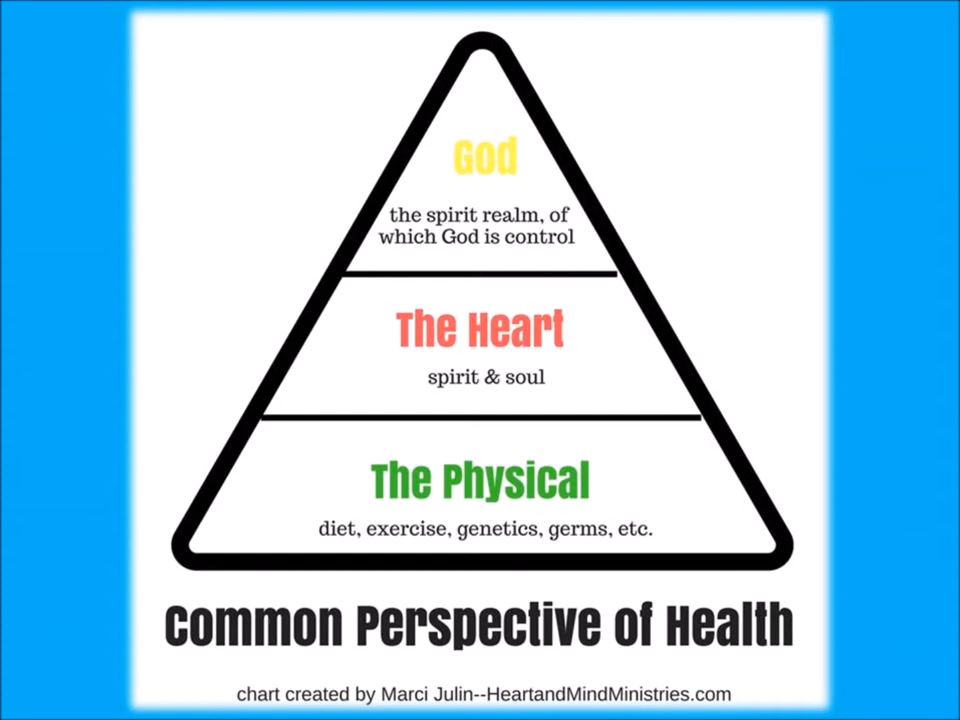 God
the spirit realm, of
which God is control
The Heart
spirit & soul
The Physical
diet, exercise, genetics, germs, etc.
Common Perspective of Health
chart created by Marci Julin--HeartandMindMinistries.com